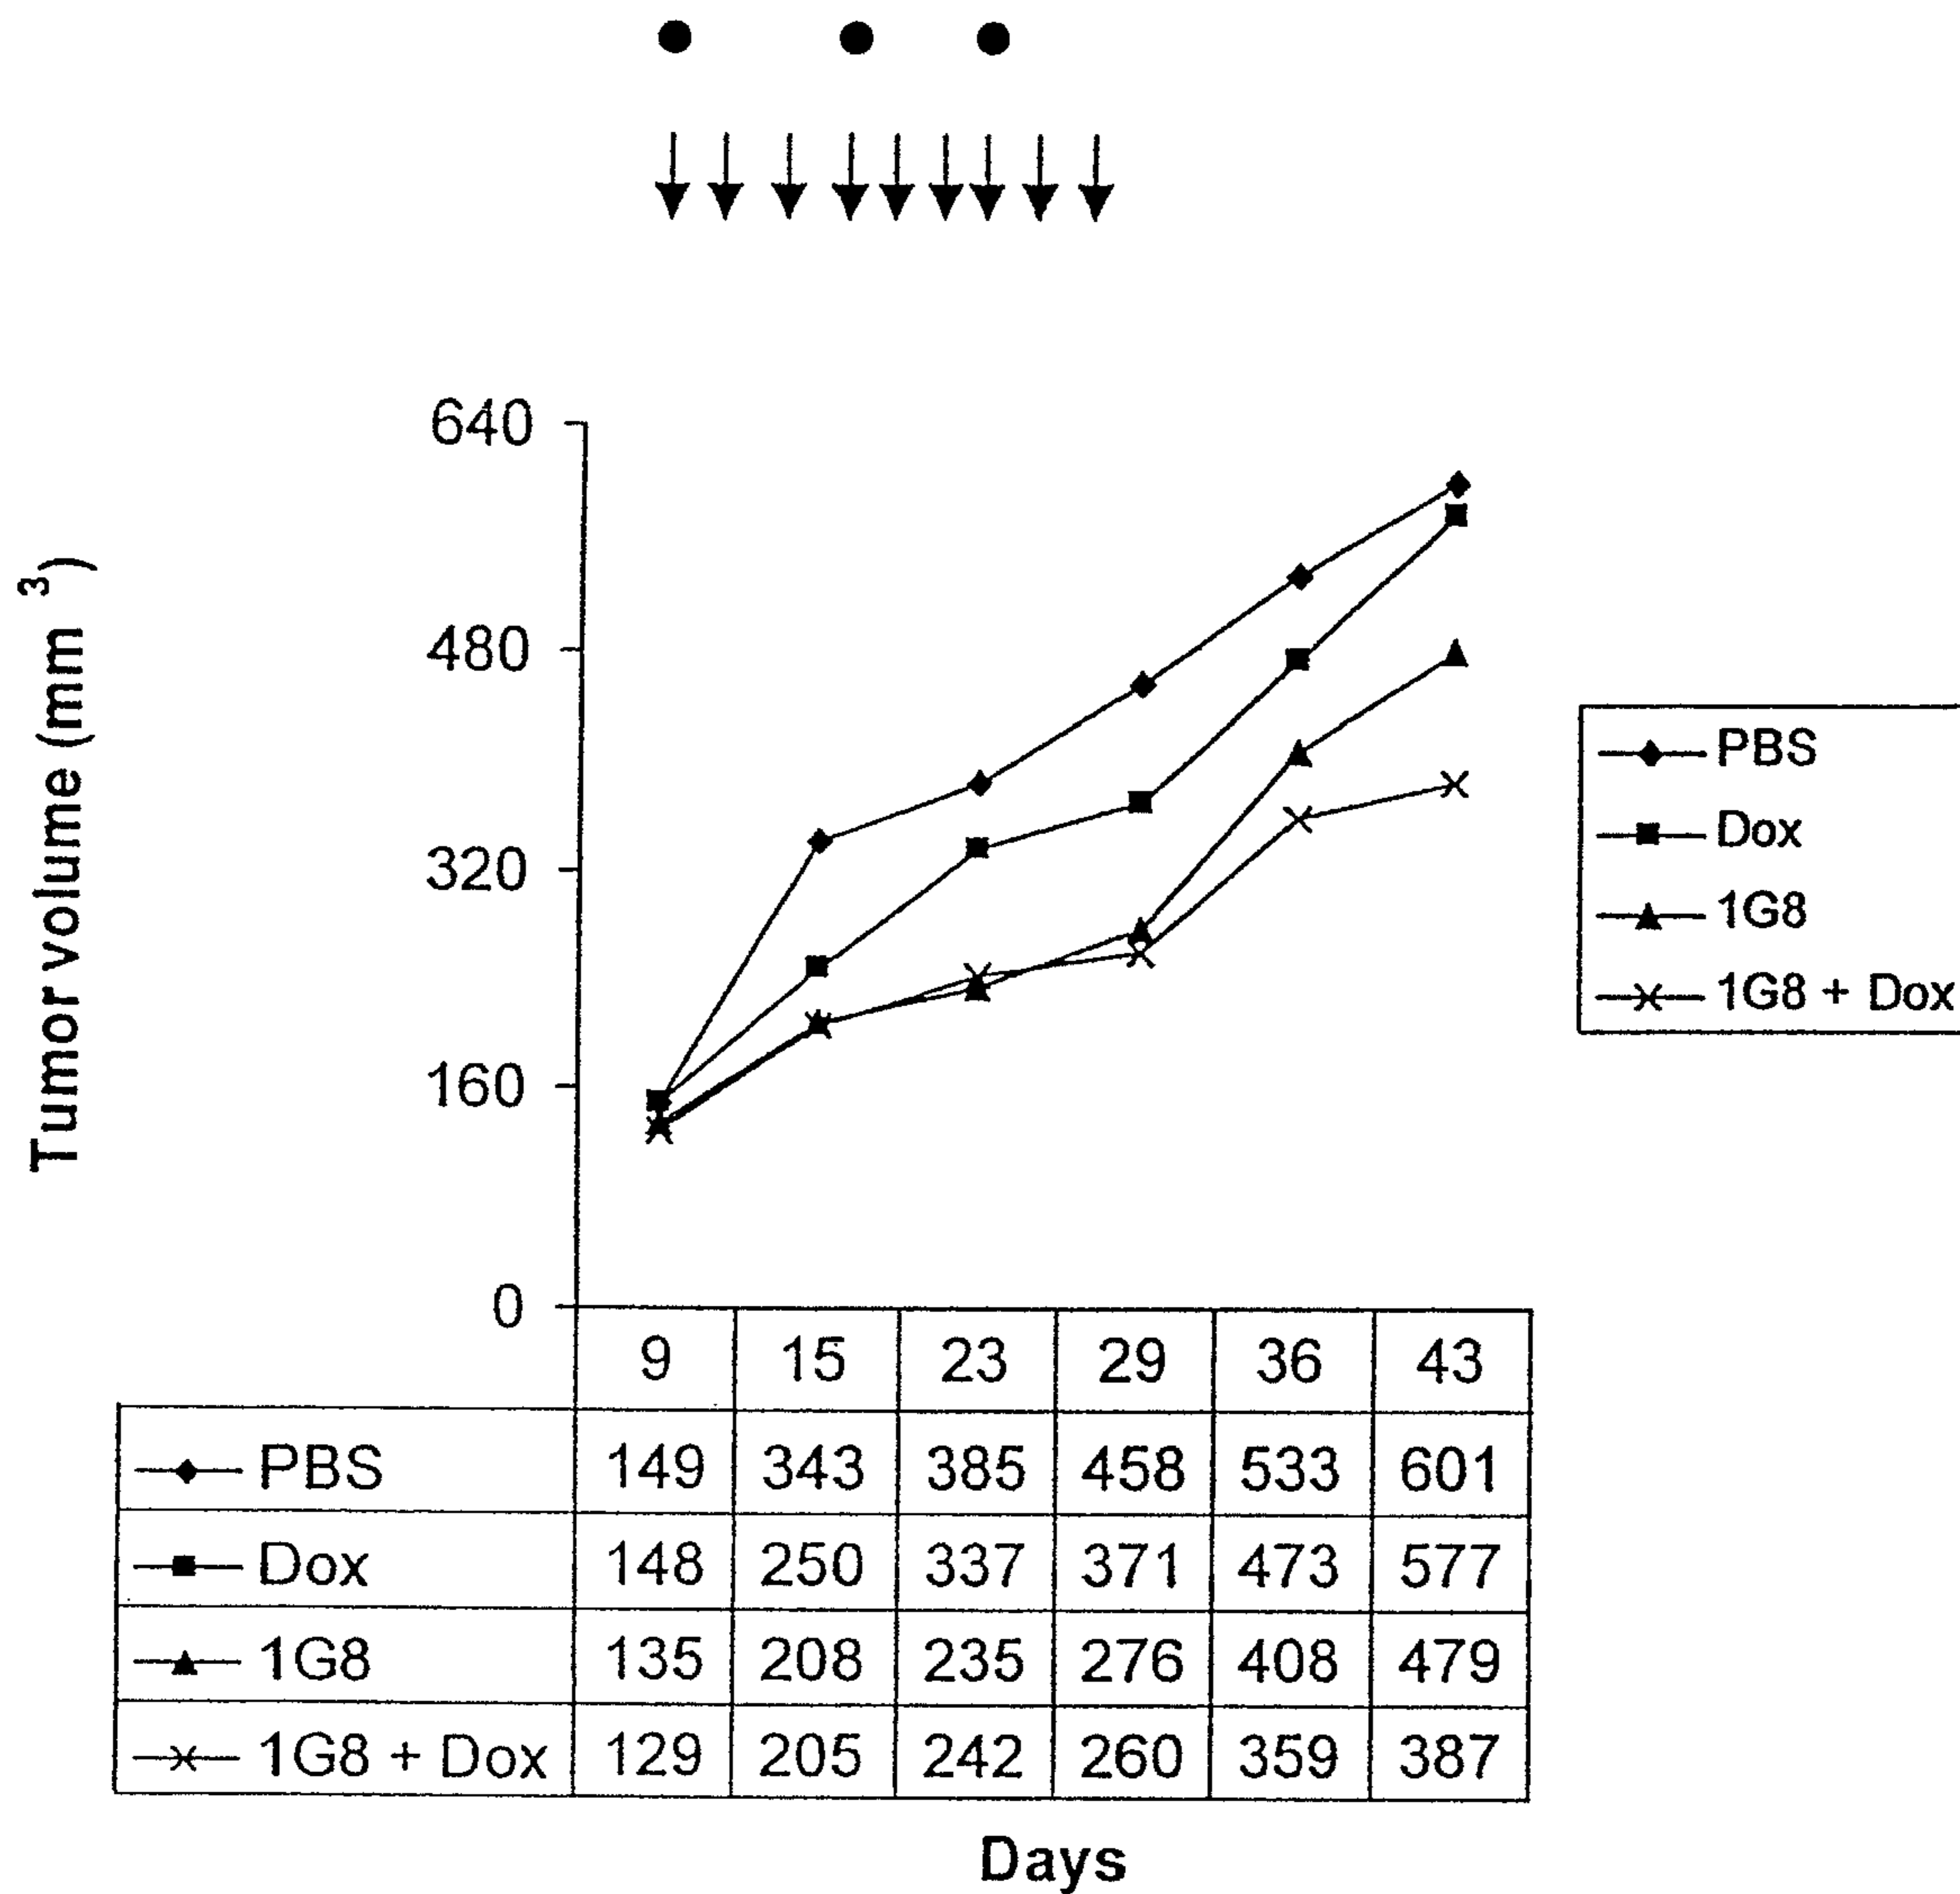 640
480
320
160
0
Tumor volume (mm 3)
PBS
Dox
1G8
1G8 + Dox
9 15 23 29 36 43
PBS 149 343 385 458 533 601
Dox 148 250 337 371 473 577
1G8 135 208 235 276 408 479
1G8 + Dox 129 205 242 260 359 387
Days